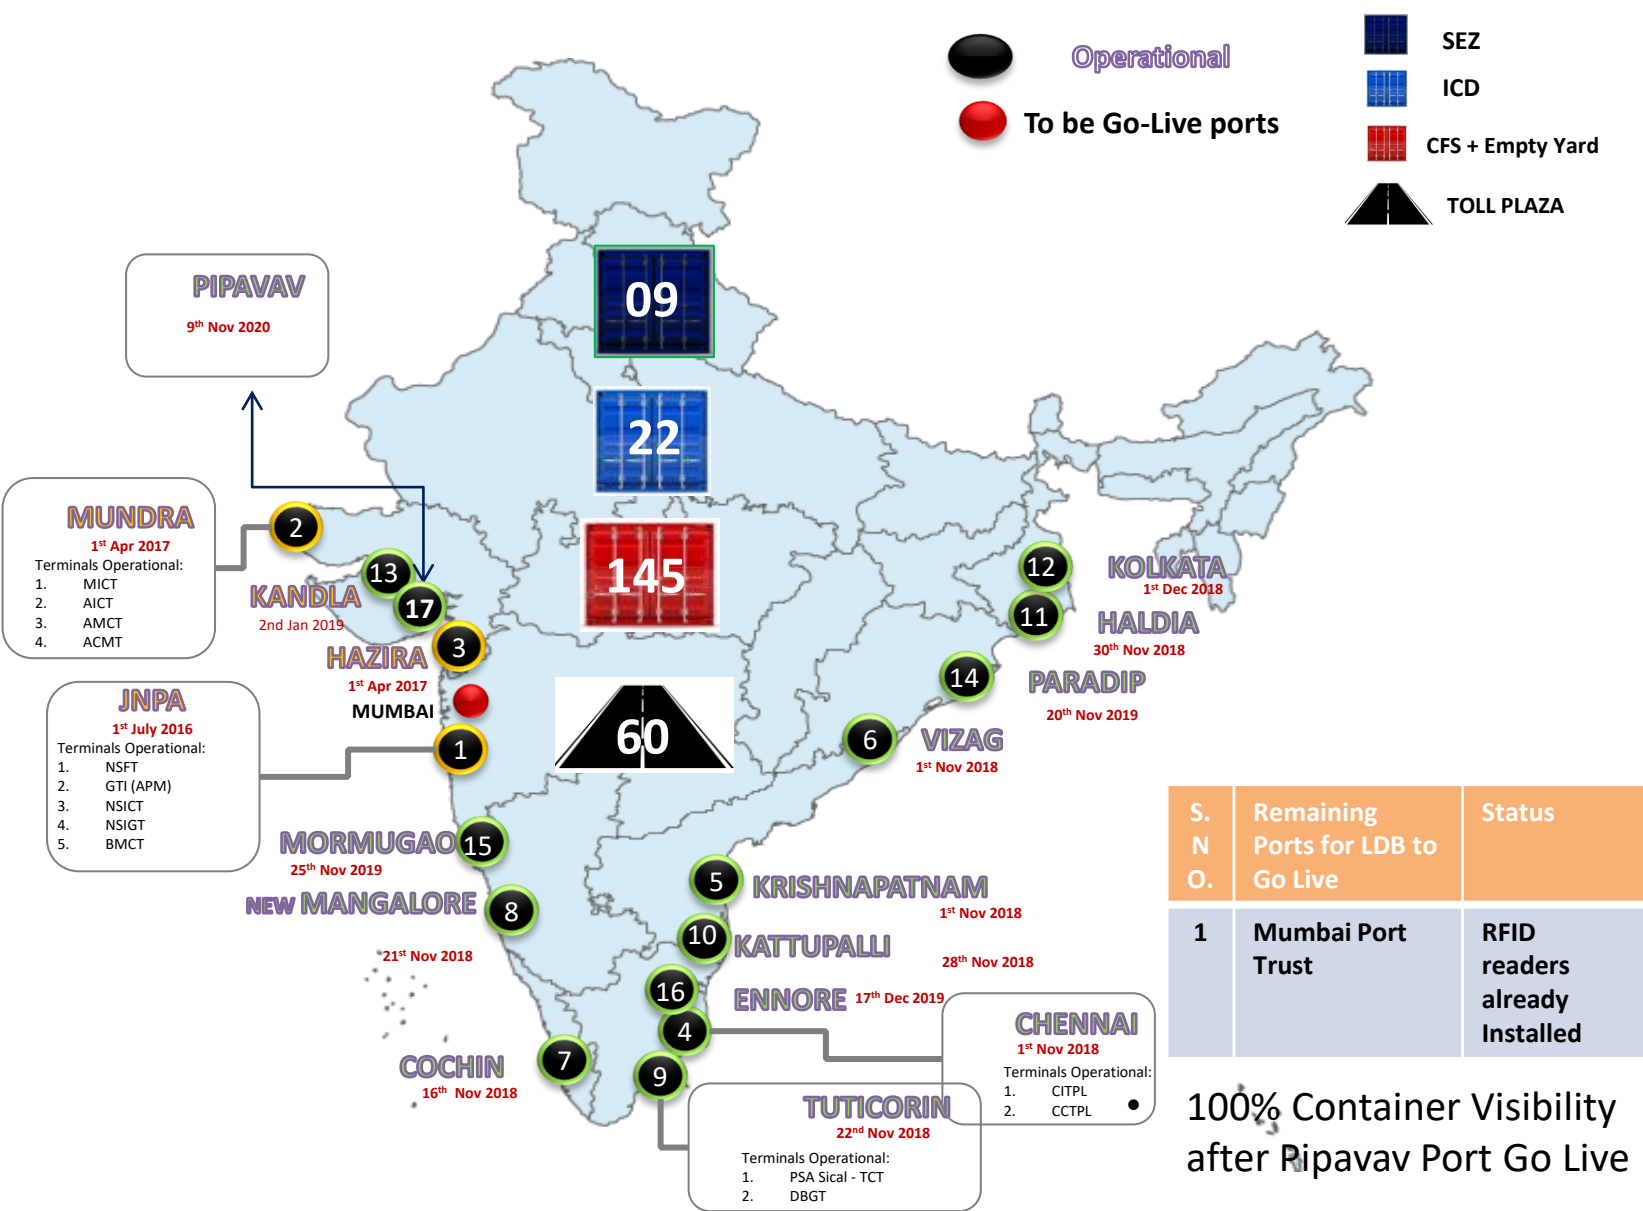 Operational
To be Go-Live ports
SEZ
ICD
CFS + Empty Yard
TOLL PLAZA
PIPAVAV
9th Nov 2020
09
22
145
60
MUNDRA
1st Apr 2017
Terminals Operational:
1. MICT
2. AICT
3. AMCT
4. ACMT
2
13
KANDLA
2nd Jan 2019
17
3
HAZIRA
1st Apr 2017
MUMBAI
JNPA
1st July 2016
Terminals Operational:
1. NSFT
2. GTI (APM)
3. NSICT
4. NSIGT
5. BMCT
1
MORMUGAO
15
25th Nov 2019
NEW MANGALORE
8
21st Nov 2018
COCHIN
7
16th Nov 2018
12
KOLKATA
1st Dec 2018
11
HALDIA
30th Nov 2018
14
PARADIP
20th Nov 2019
6
VIZAG
1st Nov 2018
5
KRISHNAPATNAM
1st Nov 2018
10
KATTUPALLI
28th Nov 2018
16
ENNORE 17th Dec 2019
4
CHENNAI
1st Nov 2018
Terminals Operational:
1. CITPL
2. CCTPL
9
TUTICORIN
22nd Nov 2018
Terminals Operational:
1. PSA Sical - TCT
2. DBGT
S.
N
O.
Remaining
Ports for LDB to
Go Live
Status
1
Mumbai Port
Trust
RFID
readers
already
Installed
100% Container Visibility
after Pipavav Port Go Live